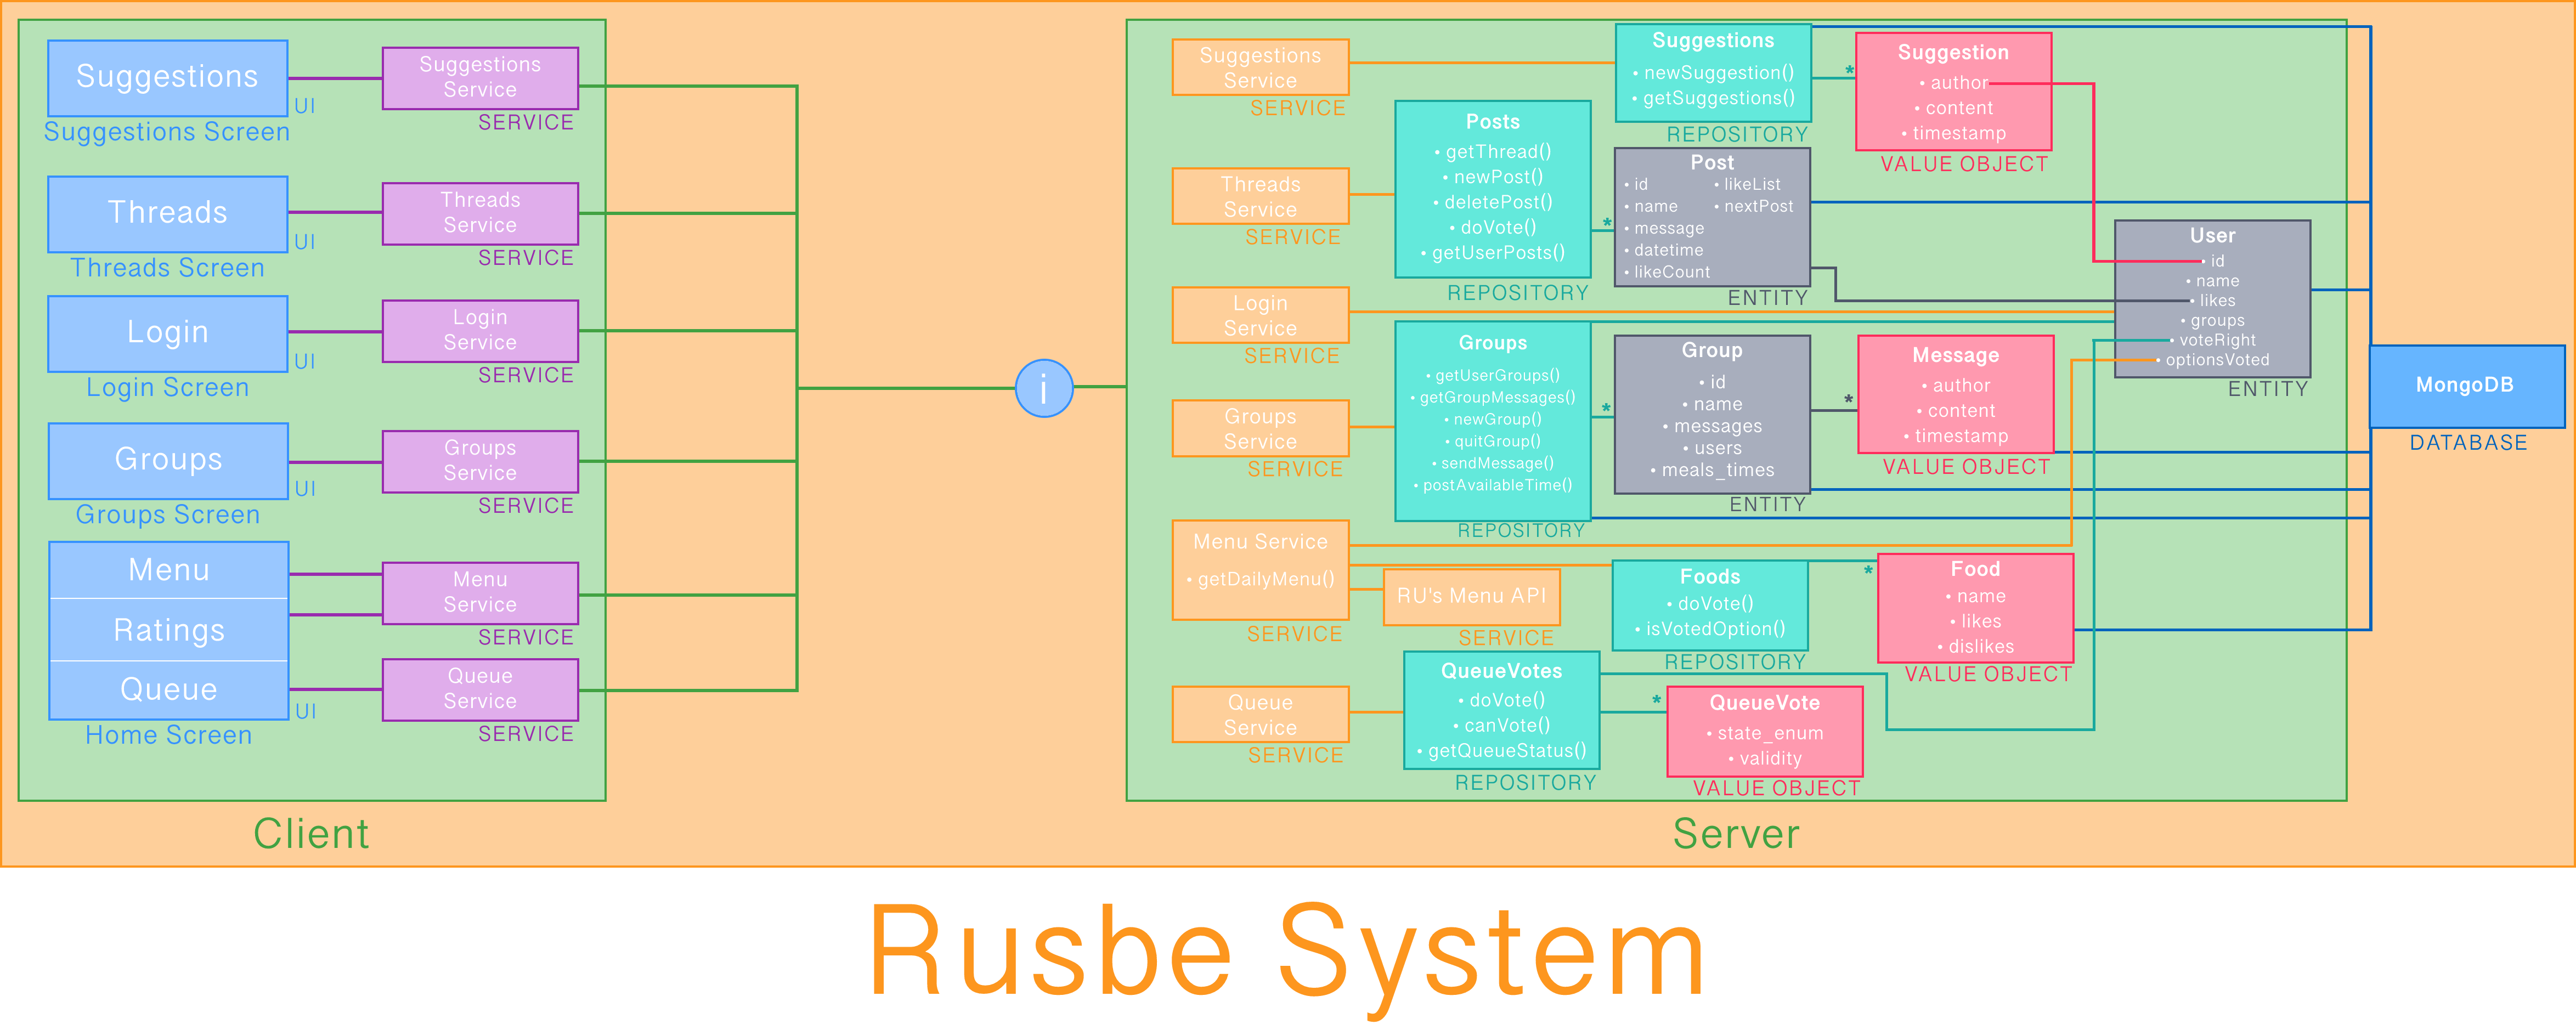 Suggestions
UI
Suggestions Screen
Suggestions
Service
SERVICE
Threads
UI
Threads Screen
Threads
Service
SERVICE
Login
UI
Login Screen
Login
Service
SERVICE
Groups
UI
Groups Screen
Groups
Service
SERVICE
Menu
Ratings
Queue
UI
Home Screen
Menu
Service
SERVICE
Queue
Service
SERVICE
Client
i
Suggestions
Service
SERVICE
Threads
Service
SERVICE
Login
Service
SERVICE
Groups
Service
SERVICE
Menu Service
• getDailyMenu()
SERVICE
RU's Menu API
SERVICE
Queue
Service
SERVICE
Suggestions
• newSuggestion()
• getSuggestions()
REPOSITORY
*
Suggestion
• author
• content
• timestamp
VALUE OBJECT
Posts
• getThread()
• newPost()
• deletePost()
• doVote()
• getUserPosts()
REPOSITORY
*
Post
• id
• name
• message
• datetime
• likeCount
• likeList
• nextPost
ENTITY
User
• id
• name
• likes
• groups
• voteRight
• optionsVoted
ENTITY
Groups
• getUserGroups()
• getGroupMessages()
• newGroup()
• quitGroup()
• sendMessage()
• postAvailableTime()
REPOSITORY
*
Group
• id
• name
• messages
• users
• meals_times
ENTITY
*
Message
• author
• content
• timestamp
VALUE OBJECT
Foods
• doVote()
• isVotedOption()
REPOSITORY
*
Food
• name
• likes
• dislikes
VALUE OBJECT
QueueVotes
• doVote()
• canVote()
• getQueueStatus()
REPOSITORY
*
QueueVote
• state_enum
• validity
VALUE OBJECT
MongoDB
DATABASE
Server
Rusbe System